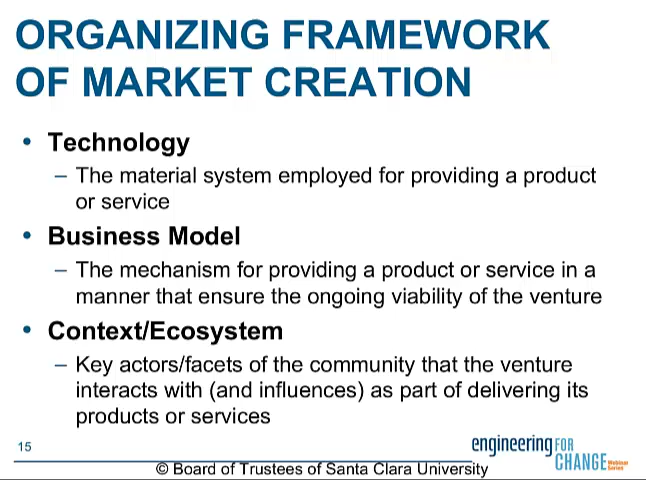 ORGANIZING FRAMEWORK
OF MARKET CREATION
• Technology
– The material system employed for providing a product
or service
• Business Model
– The mechanism for providing a product or service in a
manner that ensure the ongoing viability of the venture
• Context/Ecosystem
– Key actors/facets of the community that the venture
interacts with (and influences) as part of delivering its
products or services
15
engineering FOR
CHANGE Webinar
Series
© Board of Trustees of Santa Clara University